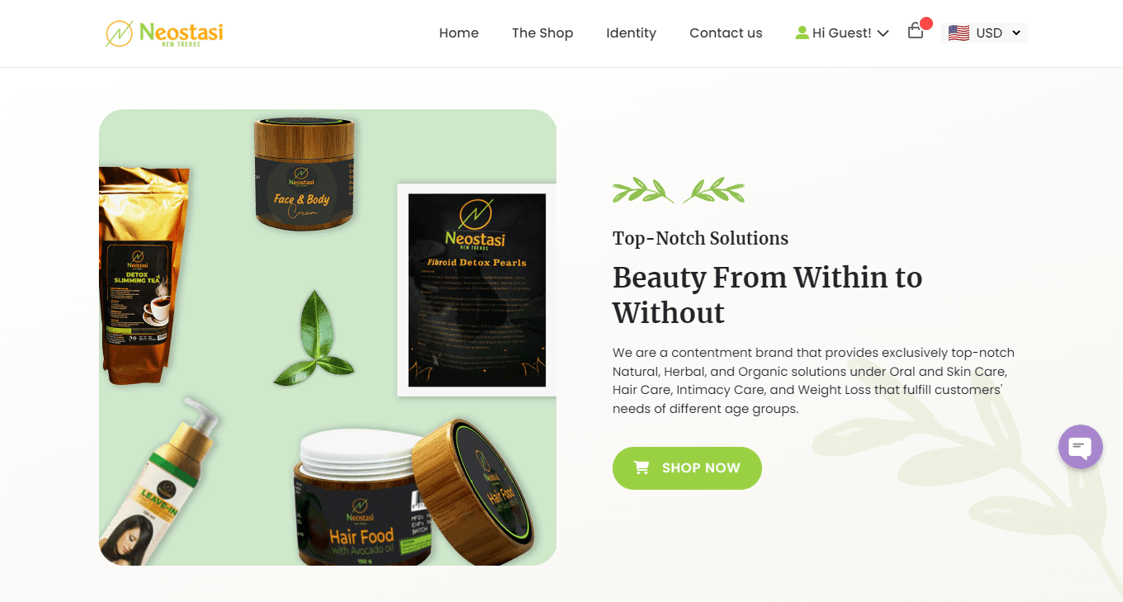 Neostasi
NEW TRENDS
Home
The Shop
Identity
Contact us
Hi Guest!
USD
Neostasi
Face & Body
Cream
Neostasi
DETOX
SLIMMING TEA
Neostasi
NEW TRENDS
Fibroid Detox Pearls
LEAVE-IN
Neostasi
Hair Food
With Avocado oil
Hair Food
Top-Notch Solutions
Beauty From Within to
Without
We are a contentment brand that provides exclusively top-notch
Natural, Herbal, and Organic solutions under Oral and Skin Care,
Hair Care, Intimacy Care, and Weight Loss that fulfill customers'
needs of different age groups.
SHOP NOW